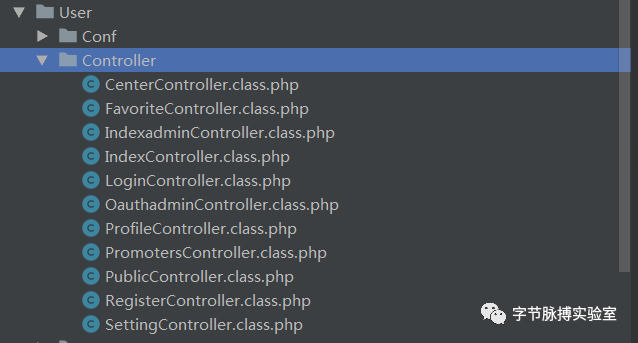 User
Conf
Controller
CenterController.class.php
FavoriteController.class.php
IndexadminController.class.php
IndexController.class.php
LoginController.class.php
OauthadminController.class.php
ProfileController.class.php
PromotersController.class.php
PublicController.class.php
RegisterController.class.php
SettingController.class.php
字节脉搏实验室